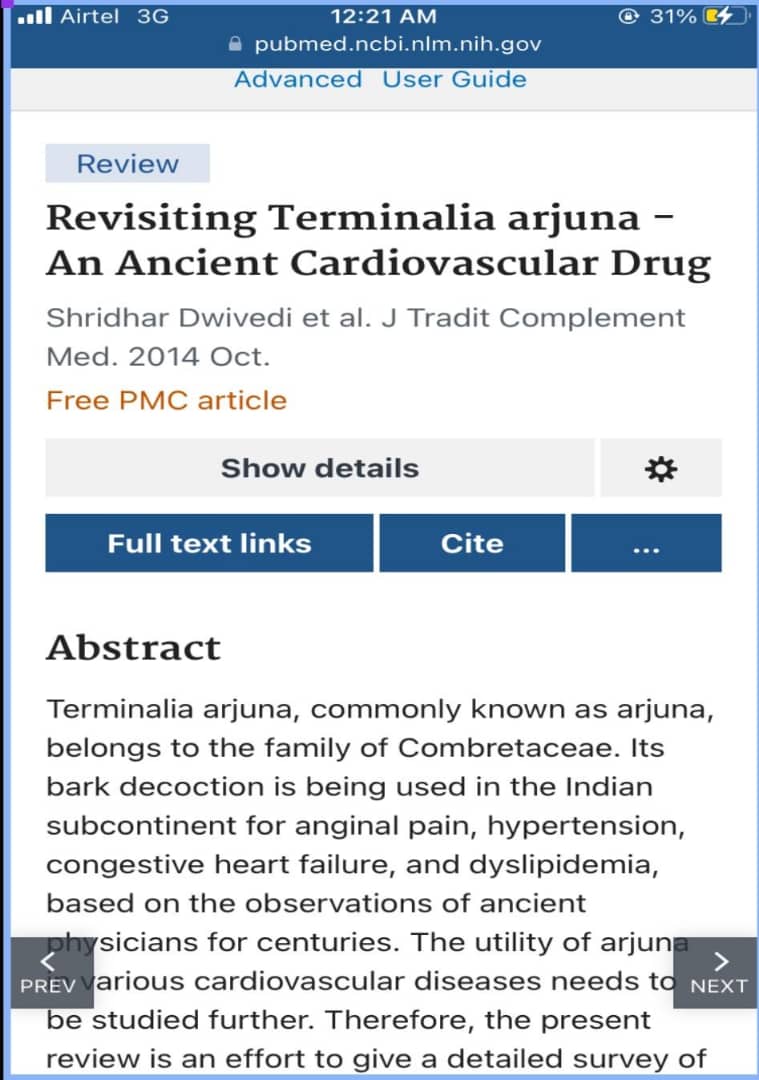 Airtel 3G 12:21 AM 31%
pubmed.ncbi.nlm.nih.gov
Advanced User Guide
Review
Revisiting Terminalia arjuna –
An Ancient Cardiovascular Drug
Shridhar Dwivedi et al. J Tradit Complement
Med. 2014 Oct.
Free PMC article
Show details
Full text links Cite ...
Abstract
Terminalia arjuna, commonly known as arjuna,
belongs to the family of Combretaceae. Its
bark decoction is being used in the Indian
subcontinent for anginal pain, hypertension,
congestive heart failure, and dyslipidemia,
based on the observations of ancient
physicians for centuries. The utility of arjuna
in various cardiovascular diseases needs to
PREV NEXT
be studied further. Therefore, the present
review is an effort to give a detailed survey of